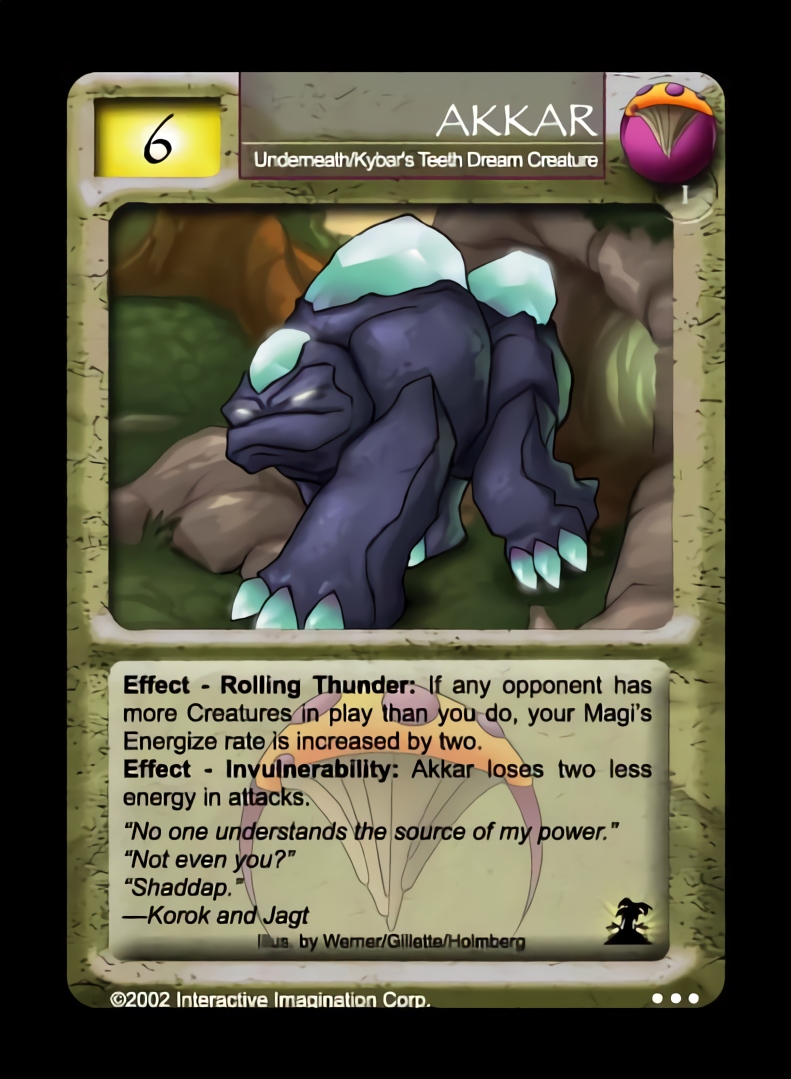 6
AKKAR
Underneath/Kybar's Teeth Dream Creature
1
Effect - Rolling Thunder: If any opponent has
more Creatures in play than you do, your Magi's
Energize rate is increased by two.
Effect - Invulnerability: Akkar loses two less
energy in attacks.
"No one understands the source of my power."
"Not even you?"
"Shaddap."
—Korok and Jagt
Illus. by Werner/Gillette/Holmberg
©2002 Interactive Imagination Corp.